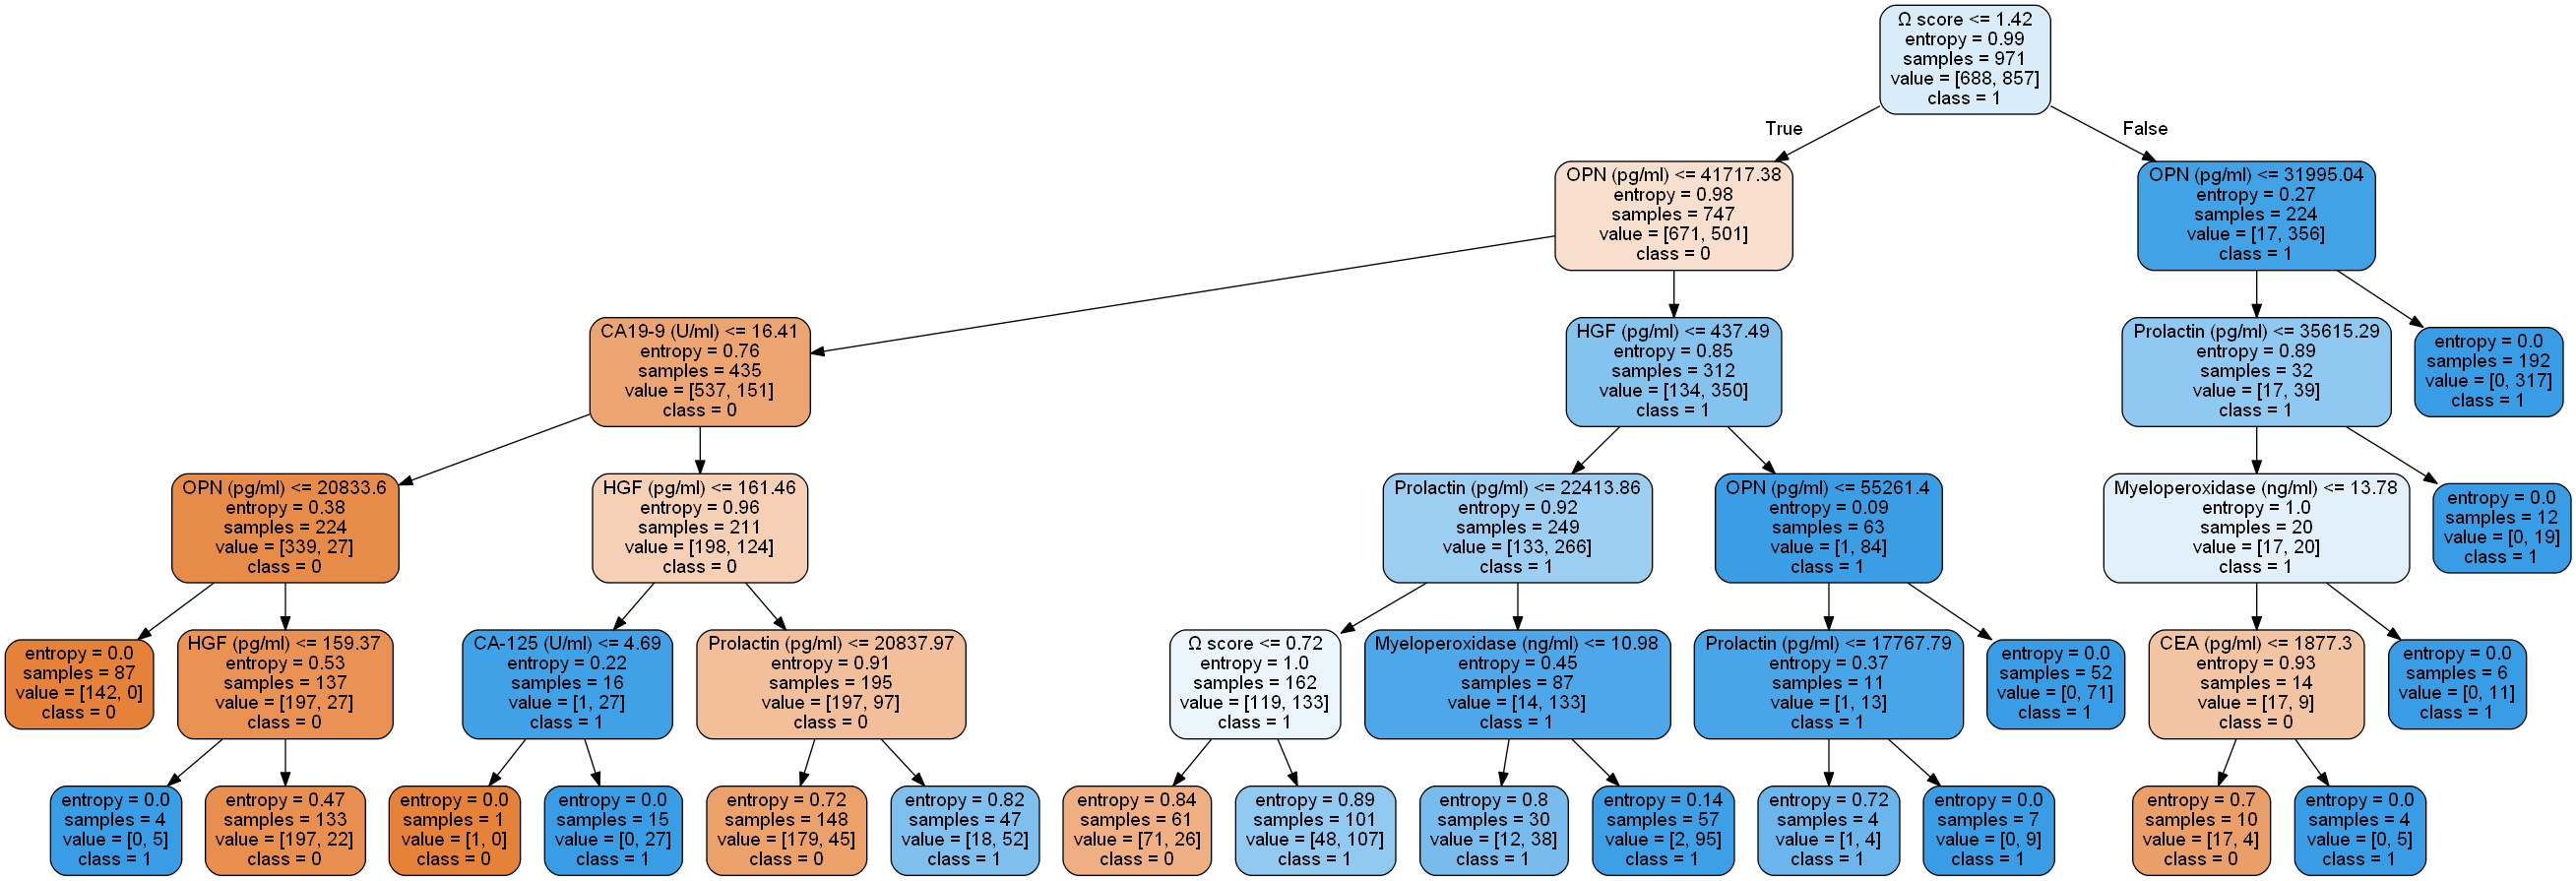 Ω score <= 1.42
entropy = 0.99
samples = 971
value = [688, 857]
class = 1
True
False
OPN (pg/ml) <= 41717.38
entropy = 0.98
samples = 747
value = [671, 501]
class = 0
OPN (pg/ml) <= 31995.04
entropy = 0.27
samples = 224
value = [17, 356]
class = 1
CA19-9 (U/ml) <= 16.41
entropy = 0.76
samples = 435
value = [537, 151]
class = 0
HGF (pg/ml) <= 437.49
entropy = 0.85
samples = 312
value = [134, 350]
class = 1
Prolactin (pg/ml) <= 35615.29
entropy = 0.89
samples = 32
value = [17, 39]
class = 1
entropy = 0.0
samples = 192
value = [0, 317]
class = 1
OPN (pg/ml) <= 20833.6
entropy = 0.38
samples = 224
value = [339, 27]
class = 0
HGF (pg/ml) <= 161.46
entropy = 0.96
samples = 211
value = [198, 124]
class = 0
Prolactin (pg/ml) <= 22413.86
entropy = 0.92
samples = 249
value = [133, 266]
class = 1
OPN (pg/ml) <= 55261.4
entropy = 0.09
samples = 63
value = [1, 84]
class = 1
Myeloperoxidase (ng/ml) <= 13.78
entropy = 1.0
samples = 20
value = [17, 20]
class = 1
entropy = 0.0
samples = 12
value = [0, 19]
class = 1
entropy = 0.0
samples = 87
value = [142, 0]
class = 0
HGF (pg/ml) <= 159.37
entropy = 0.53
samples = 137
value = [197, 27]
class = 0
CA-125 (U/ml) <= 4.69
entropy = 0.22
samples = 16
value = [1, 27]
class = 1
Prolactin (pg/ml) <= 20837.97
entropy = 0.91
samples = 195
value = [197, 97]
class = 0
Ω score <= 0.72
entropy = 1.0
samples = 162
value = [119, 133]
class = 1
Myeloperoxidase (ng/ml) <= 10.98
entropy = 0.45
samples = 87
value = [14, 133]
class = 1
Prolactin (pg/ml) <= 17767.79
entropy = 0.37
samples = 11
value = [1, 13]
class = 1
entropy = 0.0
samples = 52
value = [0, 71]
class = 1
CEA (pg/ml) <= 1877.3
entropy = 0.93
samples = 14
value = [17, 9]
class = 0
entropy = 0.0
samples = 6
value = [0, 11]
class = 1
entropy = 0.0
samples = 4
value = [0, 5]
class = 1
entropy = 0.47
samples = 133
value = [197, 22]
class = 0
entropy = 0.0
samples = 1
value = [1, 0]
class = 0
entropy = 0.0
samples = 15
value = [0, 27]
class = 1
entropy = 0.72
samples = 148
value = [179, 45]
class = 0
entropy = 0.82
samples = 47
value = [18, 52]
class = 1
entropy = 0.84
samples = 61
value = [71, 26]
class = 0
entropy = 0.89
samples = 101
value = [48, 107]
class = 1
entropy = 0.8
samples = 30
value = [12, 38]
class = 1
entropy = 0.14
samples = 57
value = [2, 95]
class = 1
entropy = 0.72
samples = 4
value = [1, 4]
class = 1
entropy = 0.0
samples = 7
value = [0, 9]
class = 1
entropy = 0.7
samples = 10
value = [17, 4]
class = 0
entropy = 0.0
samples = 4
value = [0, 5]
class = 1